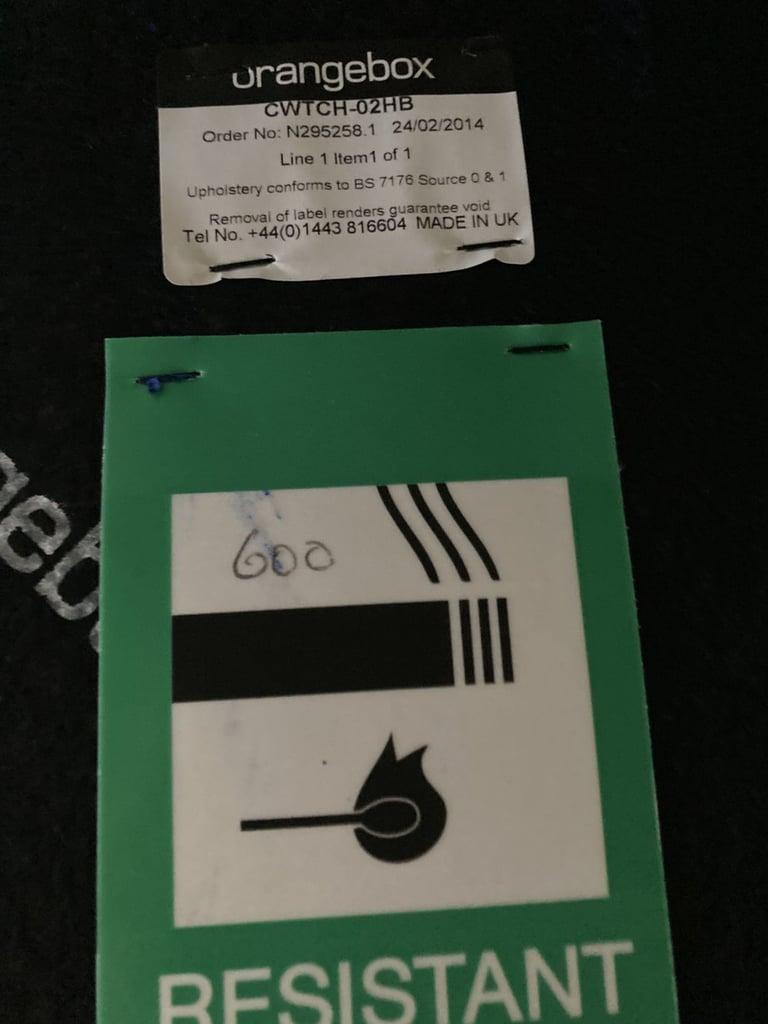 orangebox
CWTCH-02HB
Order No: N295258.1 24/02/2014
Line 1 Item1 of 1
Upholstery conforms to BS 7176 Source 0 & 1
Removal of label renders guarantee void
Tel No. +44(0)1443 816604 MADE IN UK
600
RESISTANT